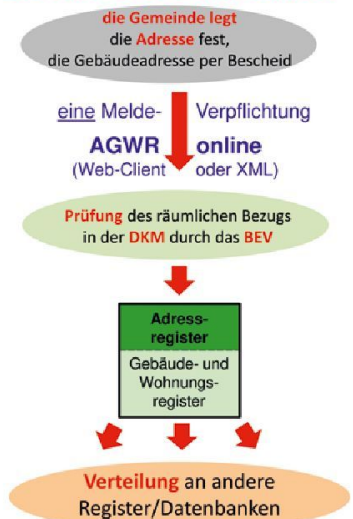 die Gemeinde legt
die Adresse fest,
die Gebäudeadresse per Bescheid
eine Melde- Verpflichtung
AGWR online
(Web-Client oder XML)
Prüfung des räumlichen Bezugs
in der DKM durch das BEV
Adress-
register
Gebäude- und
Wohnungs-
register
Verteilung an andere
Register/Datenbanken